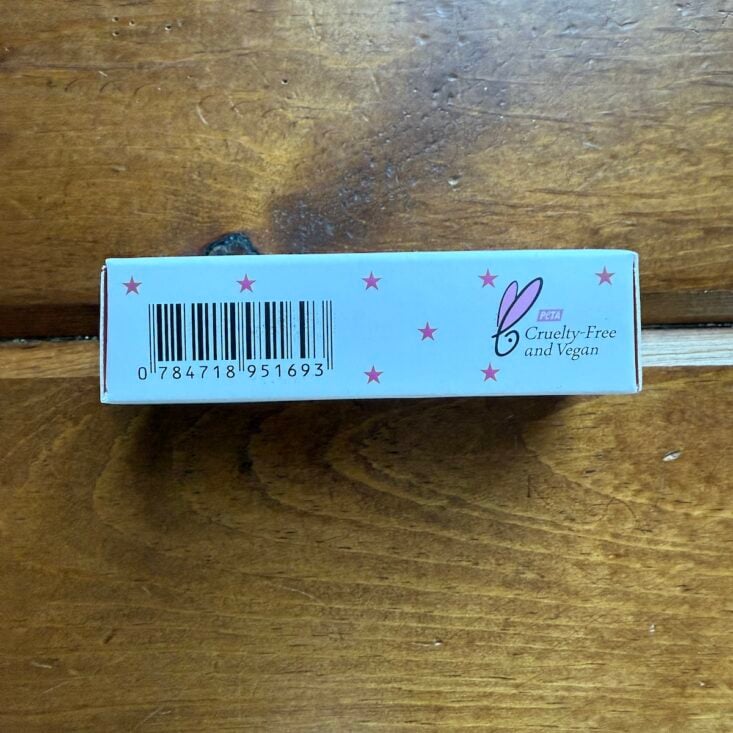 PETA
Cruelty-Free
and Vegan
0 784718 951693